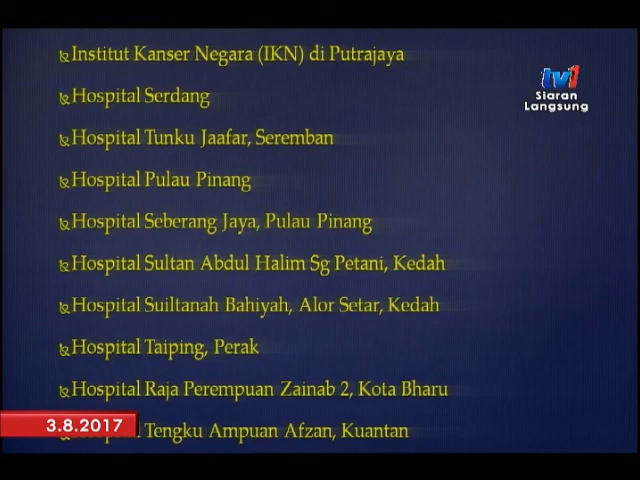 Institut Kanser Negara (IKN) di Putrajaya
tv1
Siaran
Langsung
Hospital Serdang
Hospital Tunku Jaafar, Seremban
Hospital Pulau Pinang
Hospital Seberang Jaya, Pulau Pinang
Hospital Sultan Abdul Halim Sg Petani, Kedah
Hospital Suiltanah Bahiyah, Alor Setar, Kedah
Hospital Taiping, Perak
Hospital Raja Perempuan Zainab 2, Kota Bharu
3.8.2017
Tengku Ampuan Afzan, Kuantan